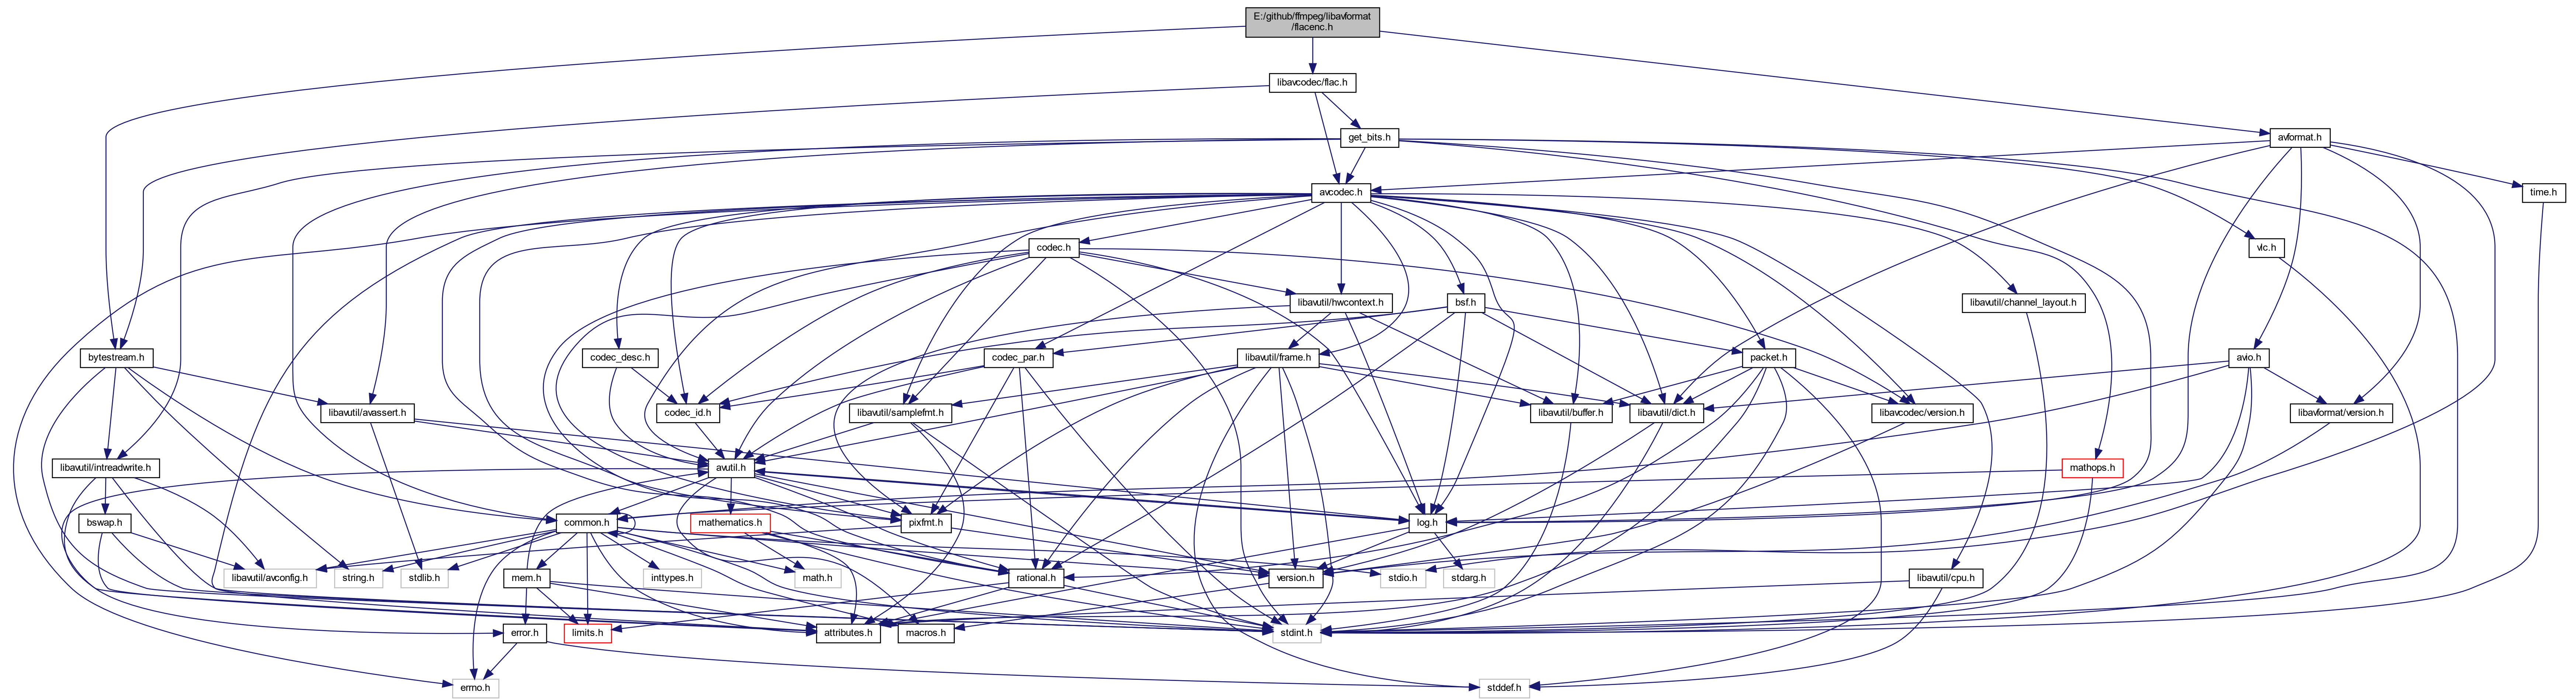 E:/github/ffmpeg/libavformat
/flacenc.h
libavcodec/flac.h
get_bits.h
avformat.h
avcodec.h
time.h
codec.h
vlc.h
libavutil/hwcontext.h
bsf.h
libavutil/channel_layout.h
bytestream.h
codec_desc.h
codec_par.h
libavutil/frame.h
packet.h
avio.h
libavutil/avassert.h
codec_id.h
libavutil/samplefmt.h
libavutil/buffer.h
libavutil/dict.h
libavcodec/version.h
libavformat/version.h
libavutil/intreadwrite.h
avutil.h
mathops.h
bswap.h
common.h
mathematics.h
pixfmt.h
log.h
libavutil/avconfig.h
string.h
stdlib.h
mem.h
inttypes.h
math.h
rational.h
version.h
stdio.h
stdarg.h
libavutil/cpu.h
error.h
limits.h
attributes.h
macros.h
stdint.h
errno.h
stddef.h